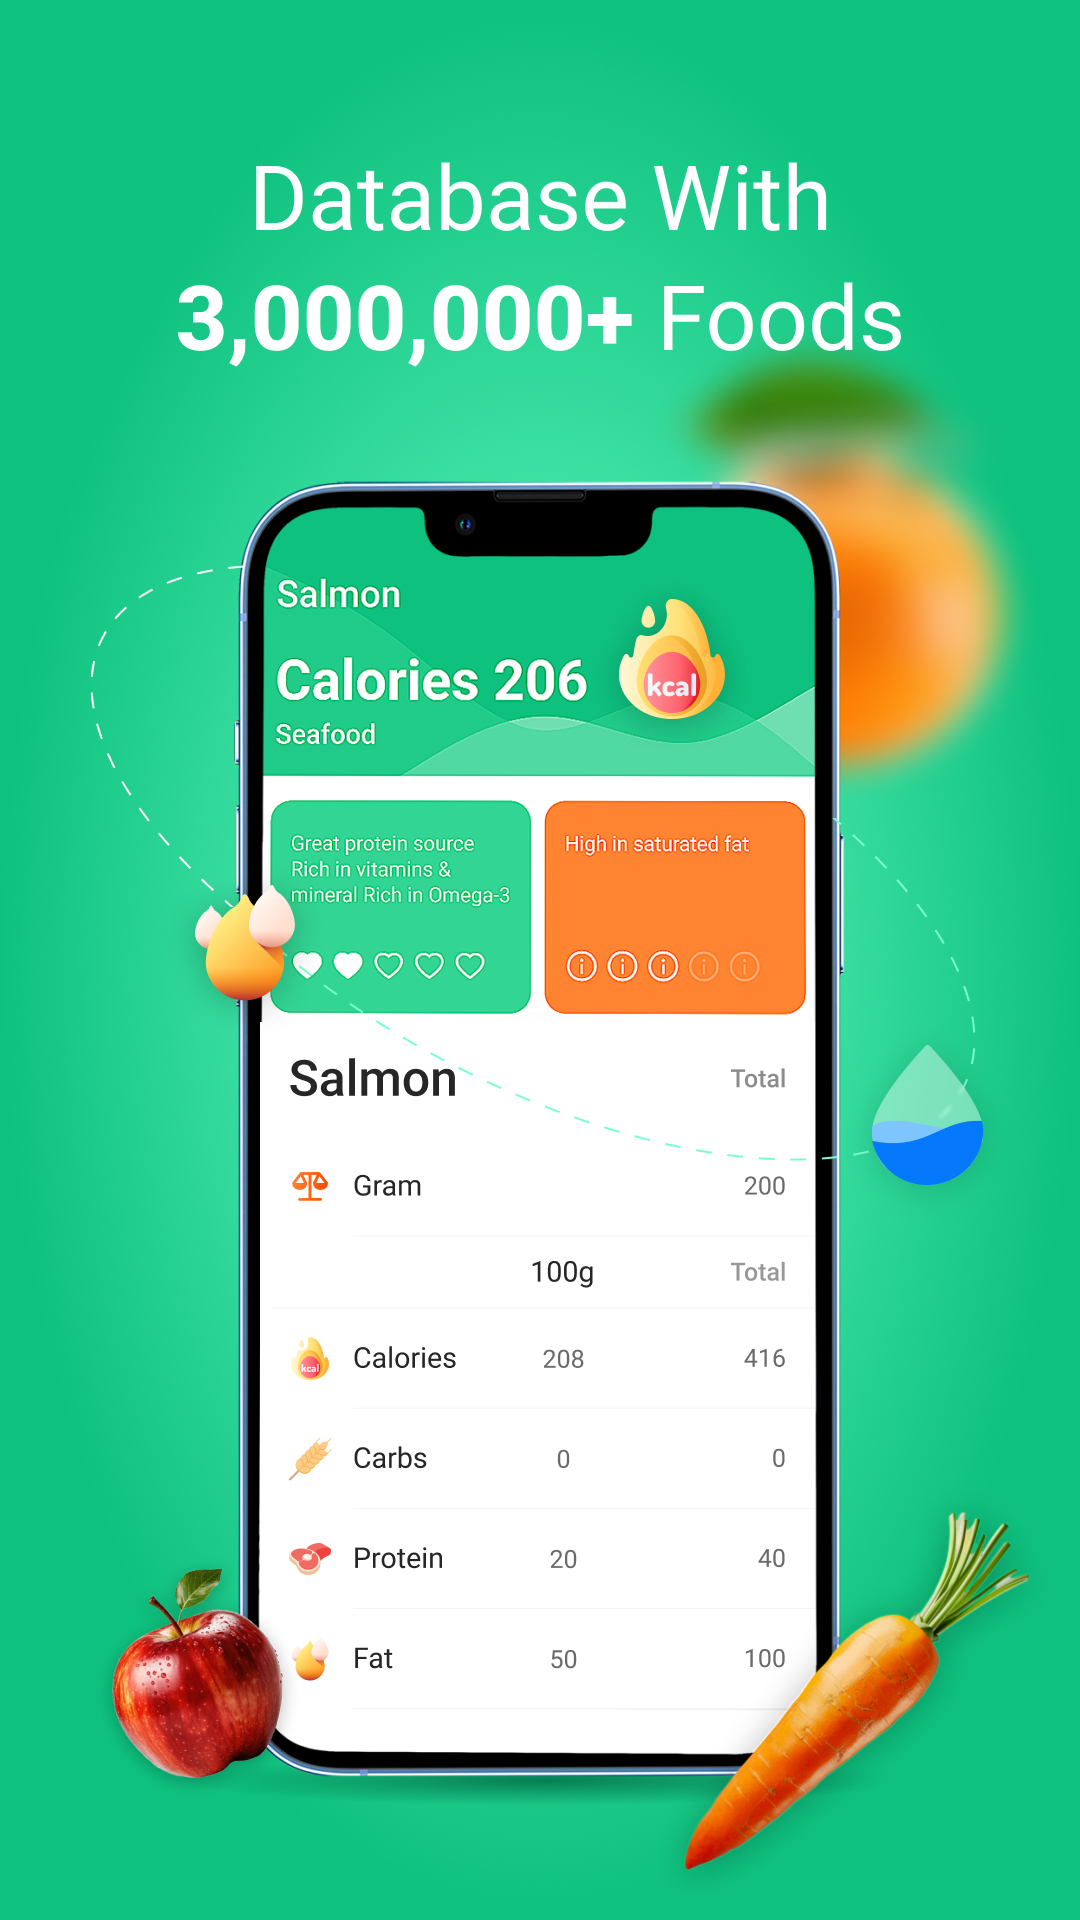 Database With
3,000,000+ Foods
Salmon
Calories 206
kcal
Seafood
Great protein source
Rich in vitamins &
mineral Rich in Omega-3
High in saturated fat
Salmon Total
Gram 200
100g Total
kcal Calories 208 416
Carbs 0 0
Protein 20 40
Fat 50 100